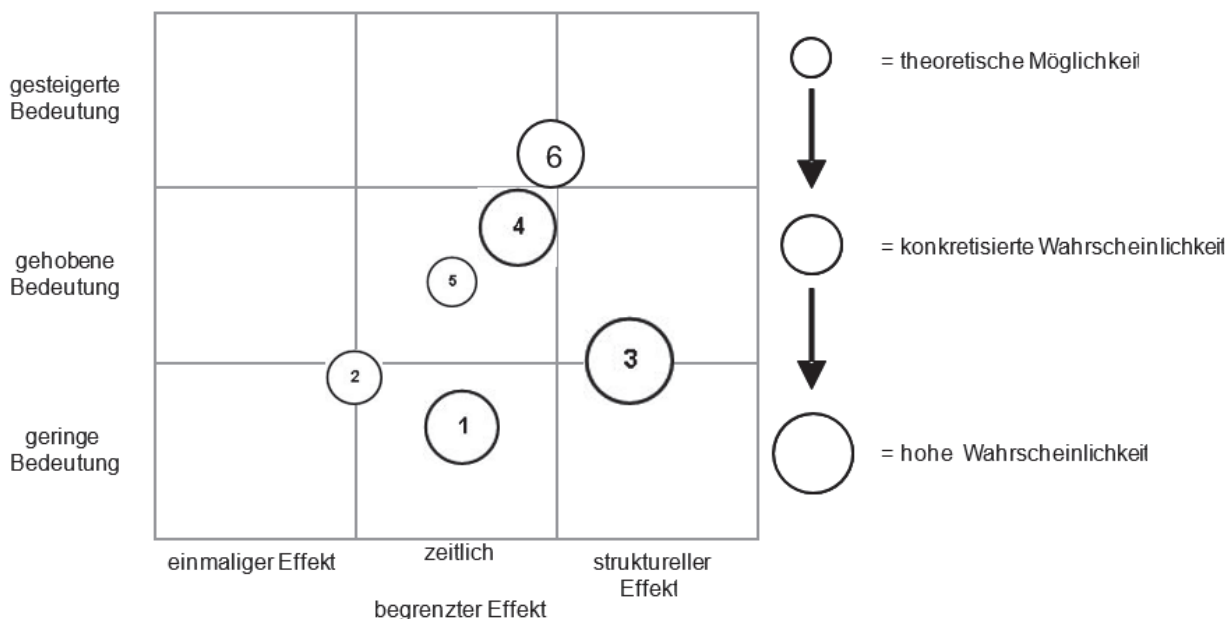 gesteigerte
Bedeutung
gehobene
Bedeutung
geringe
Bedeutung
6
4
5
3
2
1
einmaliger Effekt
zeitlich
begrenzter Effekt
struktureller
Effekt
= theoretische Möglichkeit
= konkretisierte Wahrscheinlichkeit
= hohe Wahrscheinlichkeit